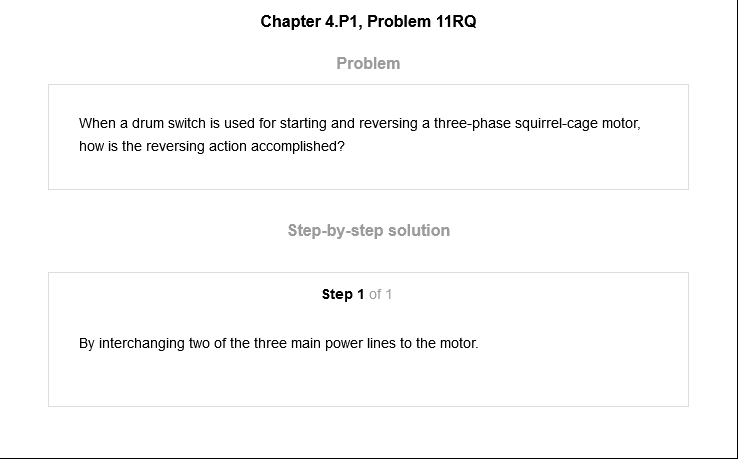 Chapter 4.P1, Problem 11RQ
Problem
When a drum switch is used for starting and reversing a three-phase squirrel-cage motor,
how is the reversing action accomplished?
Step-by-step solution
Step 1 of 1
By interchanging two of the three main power lines to the motor.